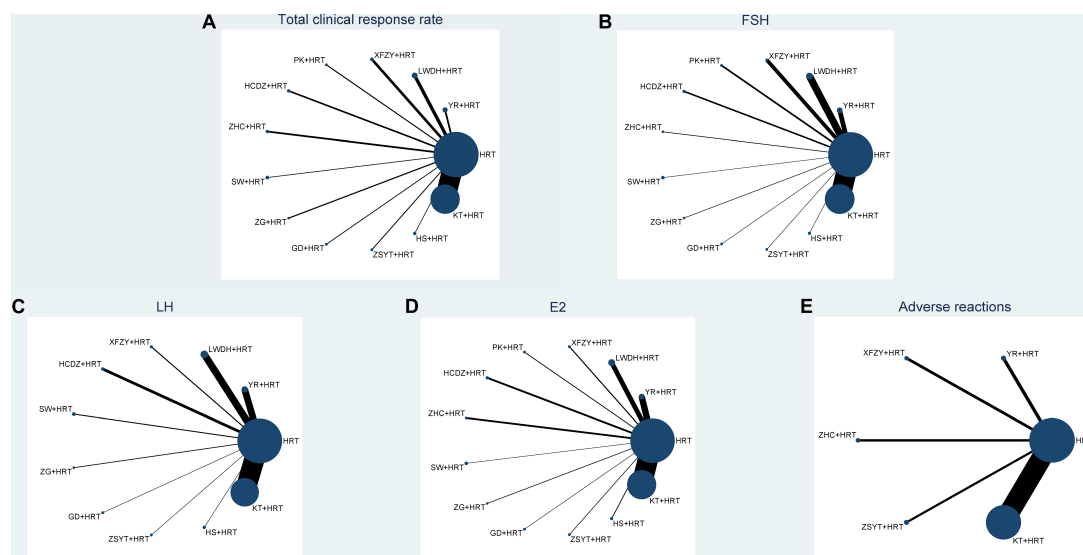 A Total clinical response rate
XFZY+HRT
PK+HRT
LWDH+HRT
HCDZ+HRT
YR+HRT
ZHC+HRT
HRT
SW+HRT
KT+HRT
ZG+HRT
HS+HRT
GD+HRT
ZSYT+HRT
B FSH
XFZY+HRT
PK+HRT
LWDH+HRT
HCDZ+HRT
YR+HRT
ZHC+HRT
HRT
SW+HRT
KT+HRT
ZG+HRT
HS+HRT
GD+HRT
ZSYT+HRT
C LH
XFZY+HRT
LWDH+HRT
HCDZ+HRT
YR+HRT
SW+HRT
HRT
ZG+HRT
KT+HRT
GD+HRT
HS+HRT
ZSYT+HRT
D E2
XFZY+HRT
PK+HRT
LWDH+HRT
HCDZ+HRT
YR+HRT
ZHC+HRT
HRT
SW+HRT
KT+HRT
ZG+HRT
HS+HRT
GD+HRT
ZSYT+HRT
E Adverse reactions
XFZY+HRT
YR+HRT
ZHC+HRT
ZSYT+HRT
KT+HRT